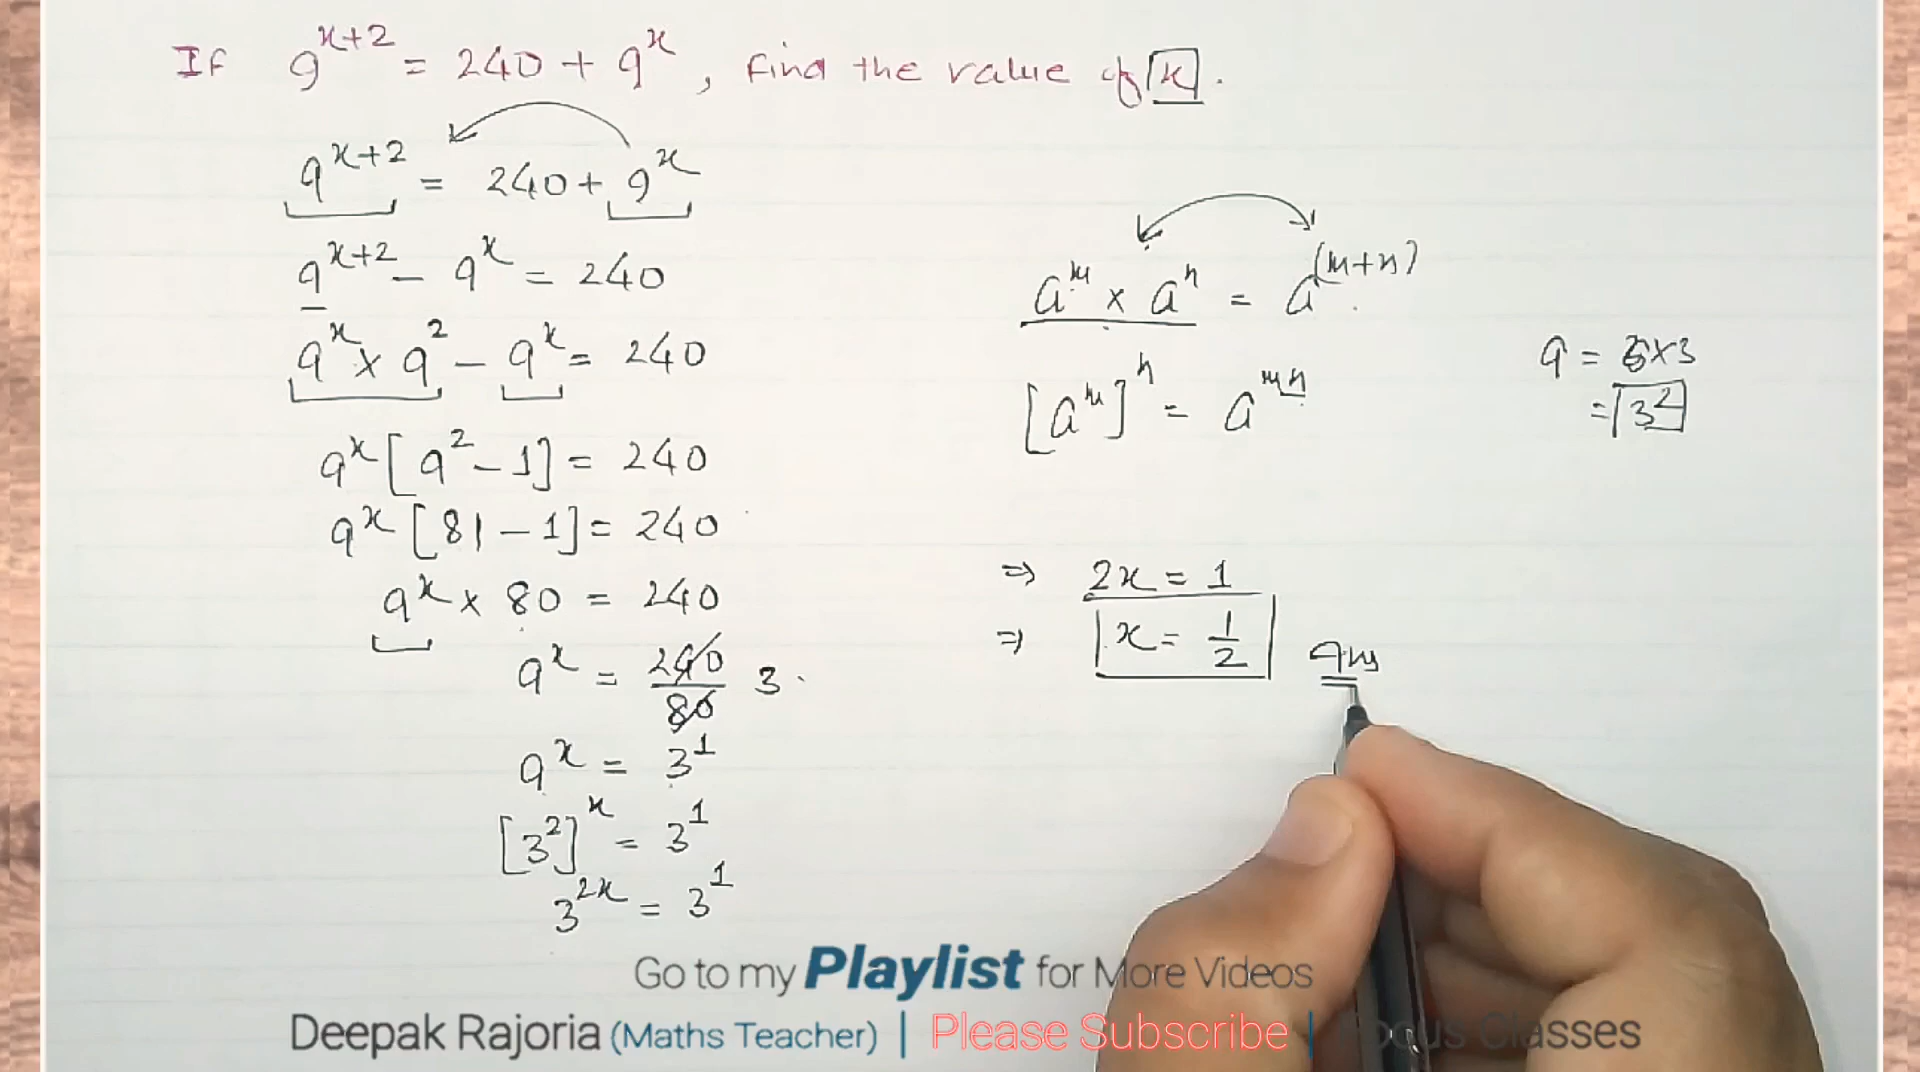 If 9^{x+2} = 240 + 9^x, find the value of x.
9^{x+2} = 240 + 9^x
9^{x+2} - 9^x = 240
9^x × 9^2 - 9^x = 240
9^x [9^2 - 1] = 240
9^x [81 - 1] = 240
9^x × 80 = 240
9^x = 240/80 3
9^x = 3^1
[3^2]^x = 3^1
3^{2x} = 3^1
a^m × a^n = a^{(m+n)}
[a^m]^n = a^{mn}
9 = 3×3
= 3^2
⇒ 2x = 1
⇒ x = 1/2 Ans
Go to my Playlist for More Videos
Deepak Rajoria (Maths Teacher) | Please Subscribe | Focus Classes